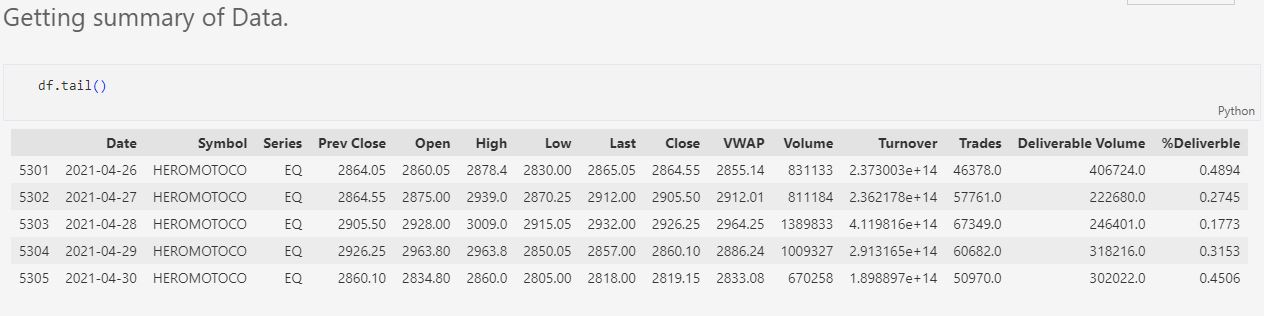 Getting summary of Data.
df.tail()
Python
Date Symbol Series Prev Close Open High Low Last Close VWAP Volume Turnover Trades Deliverable Volume %Deliverble
5301 2021-04-26 HEROMOTOCO EQ 2864.05 2860.05 2878.4 2830.00 2865.05 2864.55 2855.14 831133 2.373003e+14 46378.0 406724.0 0.4894
5302 2021-04-27 HEROMOTOCO EQ 2864.55 2875.00 2939.0 2870.25 2912.00 2905.50 2912.01 811184 2.362178e+14 57761.0 222680.0 0.2745
5303 2021-04-28 HEROMOTOCO EQ 2905.50 2928.00 3009.0 2915.05 2932.00 2926.25 2964.25 1389833 4.119816e+14 67349.0 246401.0 0.1773
5304 2021-04-29 HEROMOTOCO EQ 2926.25 2963.80 2963.8 2850.05 2857.00 2860.10 2886.24 1009327 2.913165e+14 60682.0 318216.0 0.3153
5305 2021-04-30 HEROMOTOCO EQ 2860.10 2834.80 2860.0 2805.00 2818.00 2819.15 2833.08 670258 1.898897e+14 50970.0 302022.0 0.4506